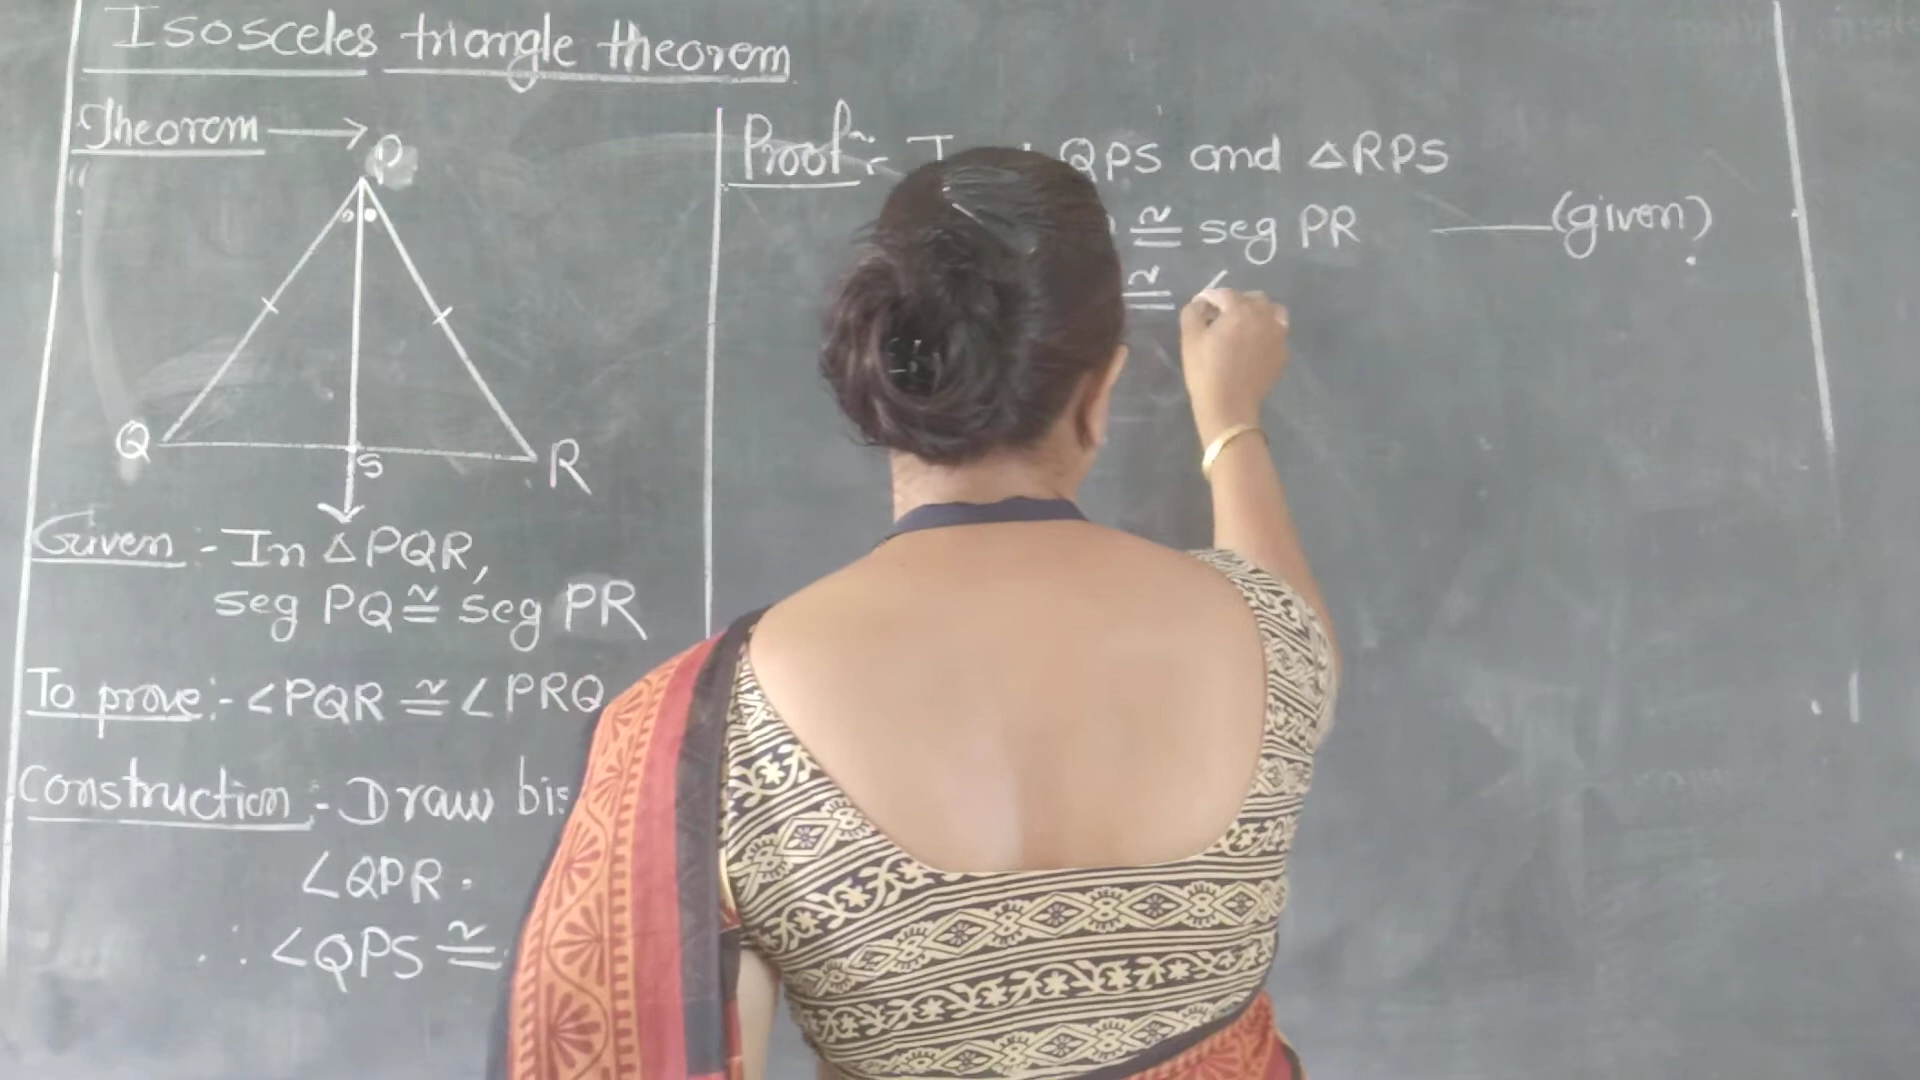 Isosceles triangle theorem
Theorem →
P
Q
S
R
Given :- In △PQR,
seg PQ ≅ seg PR
To prove :- ∠PQR ≅ ∠PRQ
Construction :- Draw
∠QPR.
∴ ∠QPS ≅
Proof :- QPS and △RPS
≅ seg PR —(given)
≅ ∠